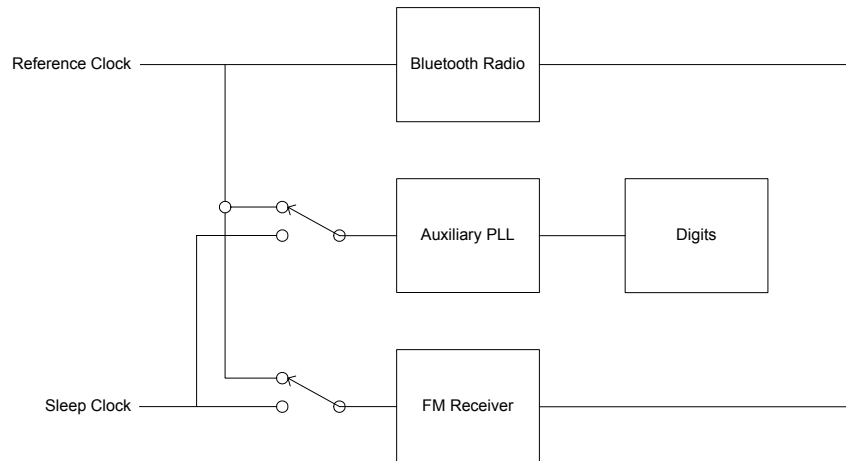 Reference Clock
Bluetooth Radio
Auxiliary PLL
Digits
Sleep Clock
FM Receiver